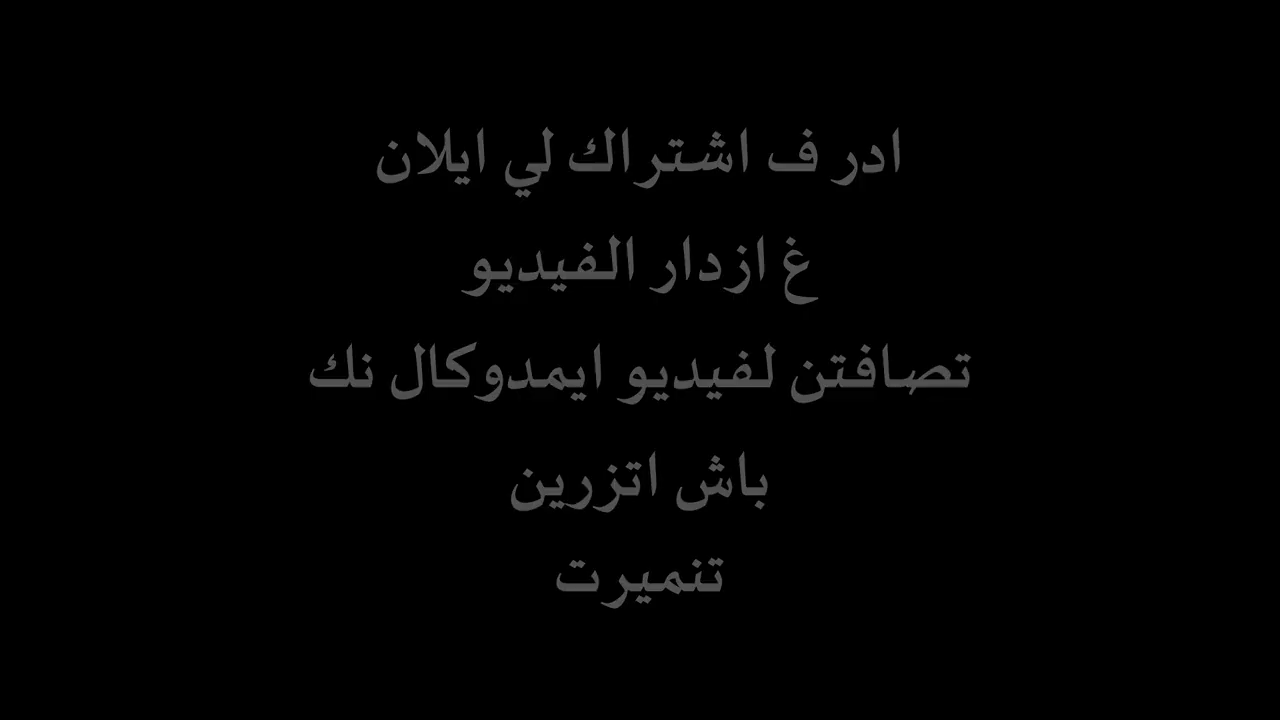 ادر ف اشتراك لي ايلان
غ ازدار الفيديو
تصافتن لفيديو ايمدوكال نك
باش اتزرين
تنميرت